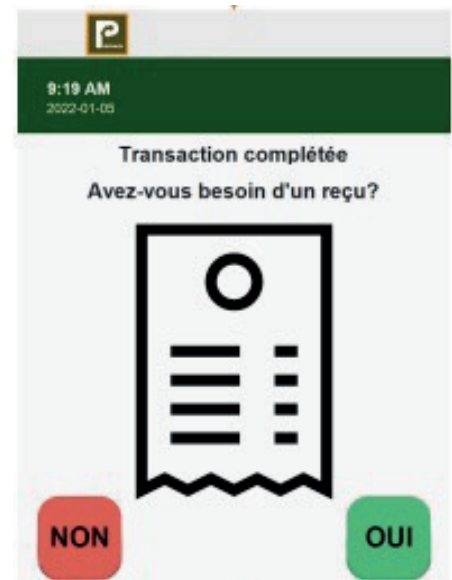 9:19 AM
2022-01-05
Transaction complétée
Avez-vous besoin d'un reçu?
NON
OUI